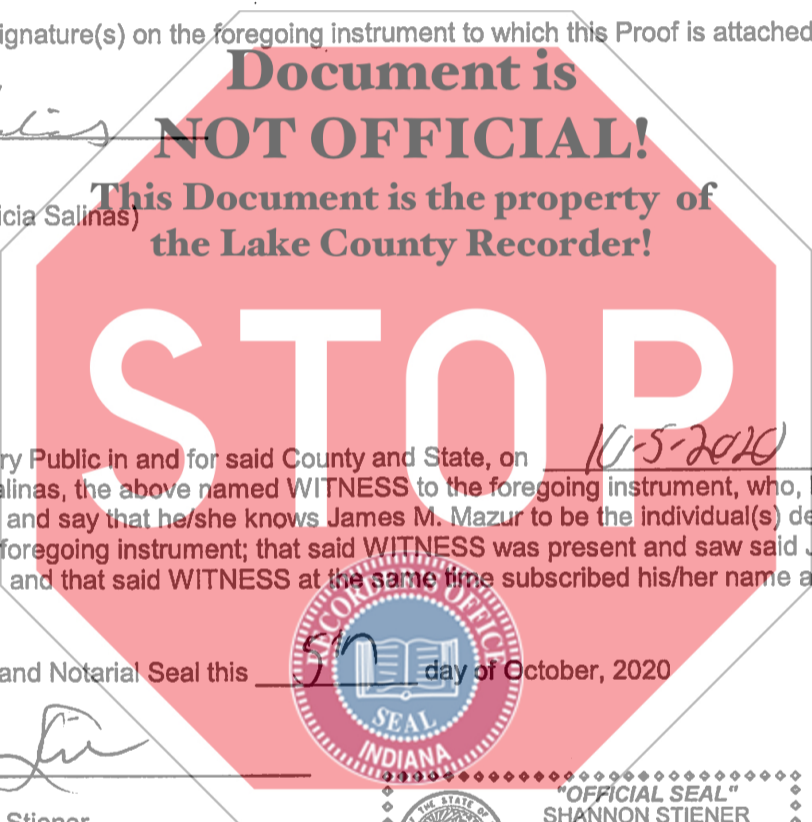 ignature(s) on the foregoing instrument to which this Proof is attached
Document is
NOT OFFICIAL!
This Document is the property of
icia Salinas)
the Lake County Recorder!
STOP
ry Public in and for said County and State, on 10-5-2020
alinas, the above named WITNESS to the foregoing instrument, who,
and say that he/she knows James M. Mazur to be the individual(s) de
foregoing instrument; that said WITNESS was present and saw said J
and that said WITNESS at the same time subscribed his/her name a
RECORDER'S OFFICE
SEAL
INDIANA
and Notarial Seal this 5th day of October, 2020
Stiener
"OFFICIAL SEAL"
SHANNON STIENER
THE STATE OF